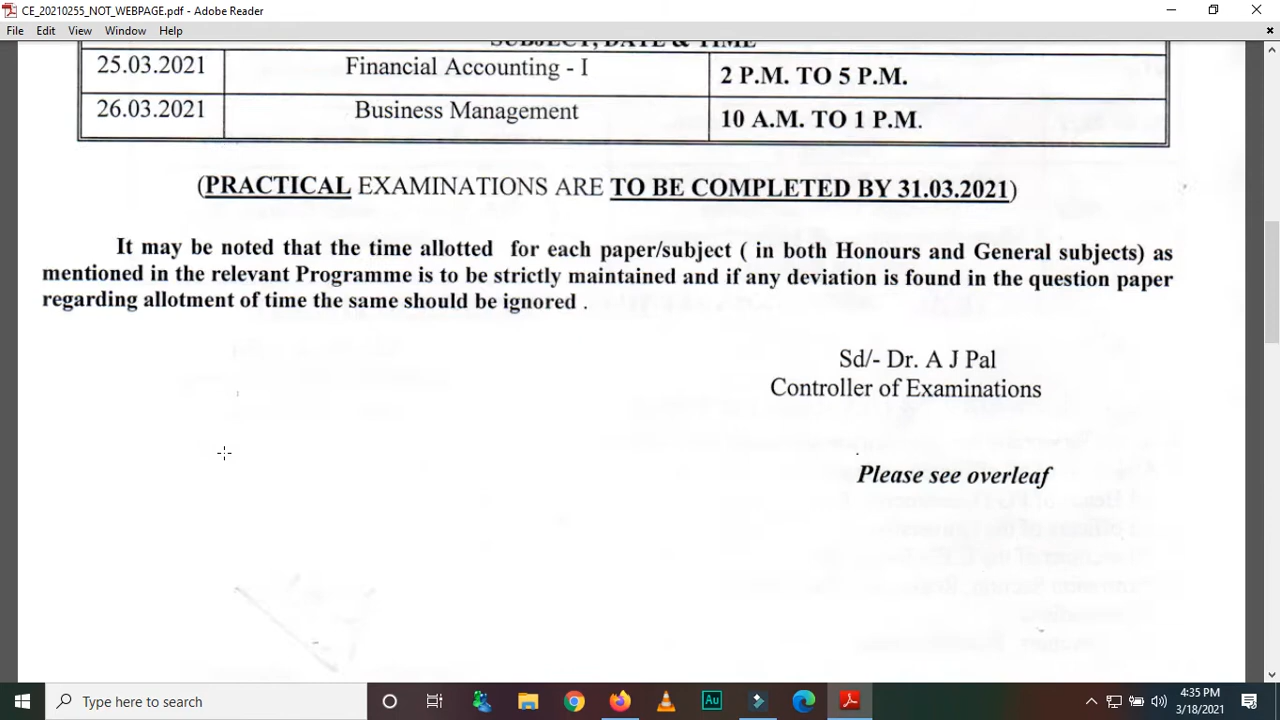 CE_20210255_NOT_WEBPAGE.pdf - Adobe Reader
File Edit View Window Help
SUBJECT, DATE & TIME
25.03.2021 Financial Accounting - I 2 P.M. TO 5 P.M.
26.03.2021 Business Management 10 A.M. TO 1 P.M.
(PRACTICAL EXAMINATIONS ARE TO BE COMPLETED BY 31.03.2021)
It may be noted that the time allotted for each paper/subject ( in both Honours and General subjects) as
mentioned in the relevant Programme is to be strictly maintained and if any deviation is found in the question paper
regarding allotment of time the same should be ignored .
Sd/- Dr. A J Pal
Controller of Examinations
Please see overleaf
Type here to search
Au
4:35 PM
3/18/2021